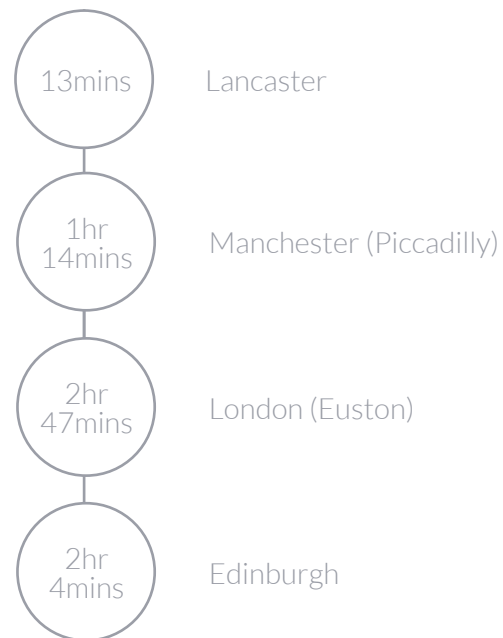 13mins
Lancaster
1hr
14mins
Manchester (Piccadilly)
2hr
47mins
London (Euston)
2hr
4mins
Edinburgh